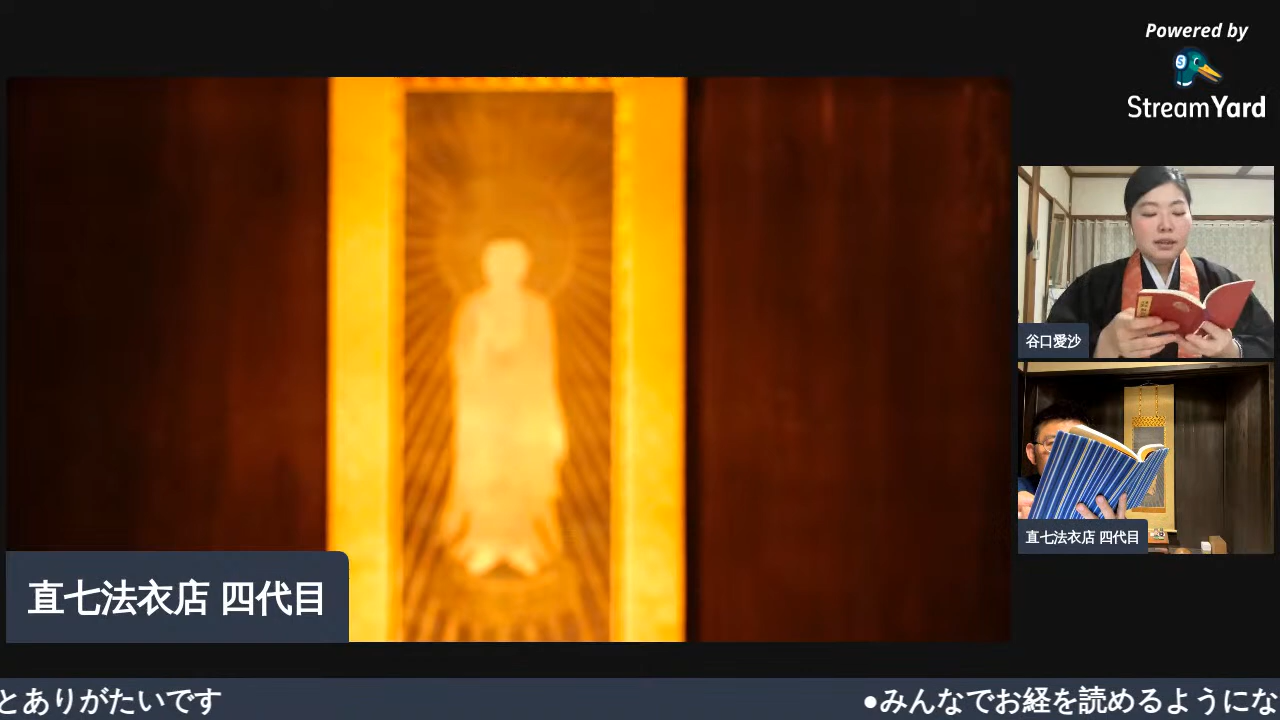 Powered by
StreamYard
谷口愛沙
直七法衣店 四代目
直七法衣店 四代目
とありがたいです
●みんなでお経を読めるようにな